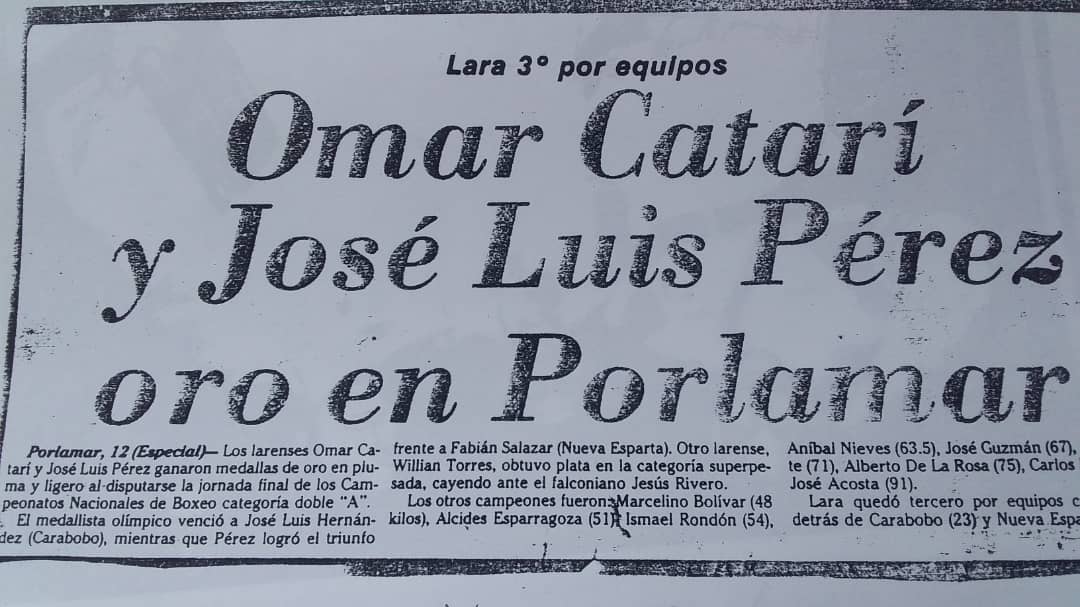 Lara 3º por equipos
Omar Catarí
y José Luis Pérez
oro en Porlamar
Porlamar, 12 (Especial)— Los larenses Omar Ca-
tarí y José Luis Pérez ganaron medallas de oro en plu-
ma y ligero al disputarse la jornada final de los Cam-
peonatos Nacionales de Boxeo categoría doble “A”.
El medallista olímpico venció a José Luis Hernán-
dez (Carabobo), mientras que Pérez logró el triunfo
frente a Fabián Salazar (Nueva Esparta). Otro larense,
Willian Torres, obtuvo plata en la categoría superpe-
sada, cayendo ante el falconiano Jesús Rivero.
Los otros campeones fueron: Marcelino Bolívar (48
kilos), Alcides Esparragoza (51), Ismael Rondón (54),
Aníbal Nieves (63.5), José Guzmán (67),
te (71), Alberto De La Rosa (75), Carlos
José Acosta (91).
Lara quedó tercero por equipos c
detrás de Carabobo (23) y Nueva Espa